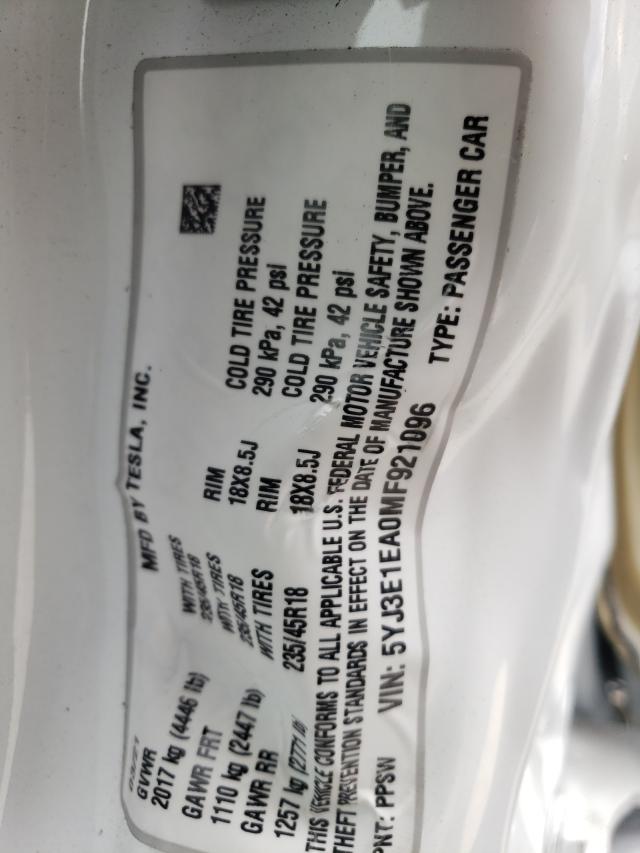 MFD BY TESLA, INC.
GVWR
2017 kg (4446 lb)
GAWR FRT WITH TIRES RIM COLD TIRE PRESSURE
1110 kg (2447 lb) 235/45R18 18X8.5J 290 kPa, 42 psi
GAWR RR WITH TIRES RIM COLD TIRE PRESSURE
1257 kg (2771 lb) 235/45R18 18X8.5J 290 kPa, 42 psi
THIS VEHICLE CONFORMS TO ALL APPLICABLE U.S. FEDERAL MOTOR VEHICLE SAFETY, BUMPER, AND
THEFT PREVENTION STANDARDS IN EFFECT ON THE DATE OF MANUFACTURE SHOWN ABOVE.
PNT: PPSW VIN: 5YJ3E1EA0MF921096 TYPE: PASSENGER CAR